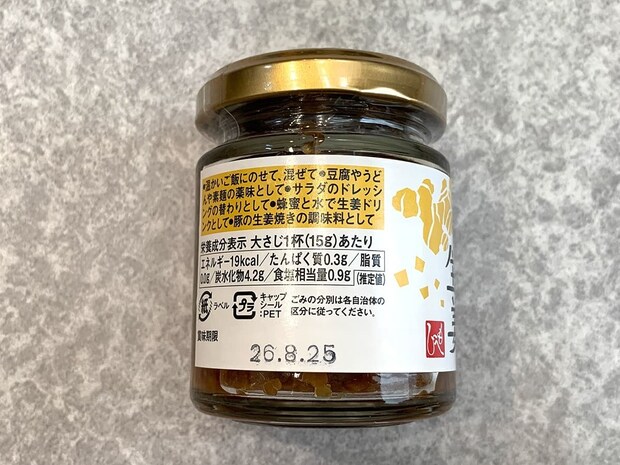 ●温かいご飯にのせて、混ぜて●豆腐やうど
んや素麺の薬味として●サラダのドレッシ
ングの替わりとして●蜂蜜と水で生姜ドリ
ンクとして●豚の生姜焼きの調味料として
栄養成分表示 大さじ1杯(15g)あたり
エネルギー19kcal/たんぱく質0.3g/脂質
0.0g/炭水化物4.2g/食塩相当量0.9g (推定値)
紙 ラベル
プラ キャップ
シール
:PET
ごみの分別は各自治体の
区分に従ってください。
賞味期限
26.8.25
生姜